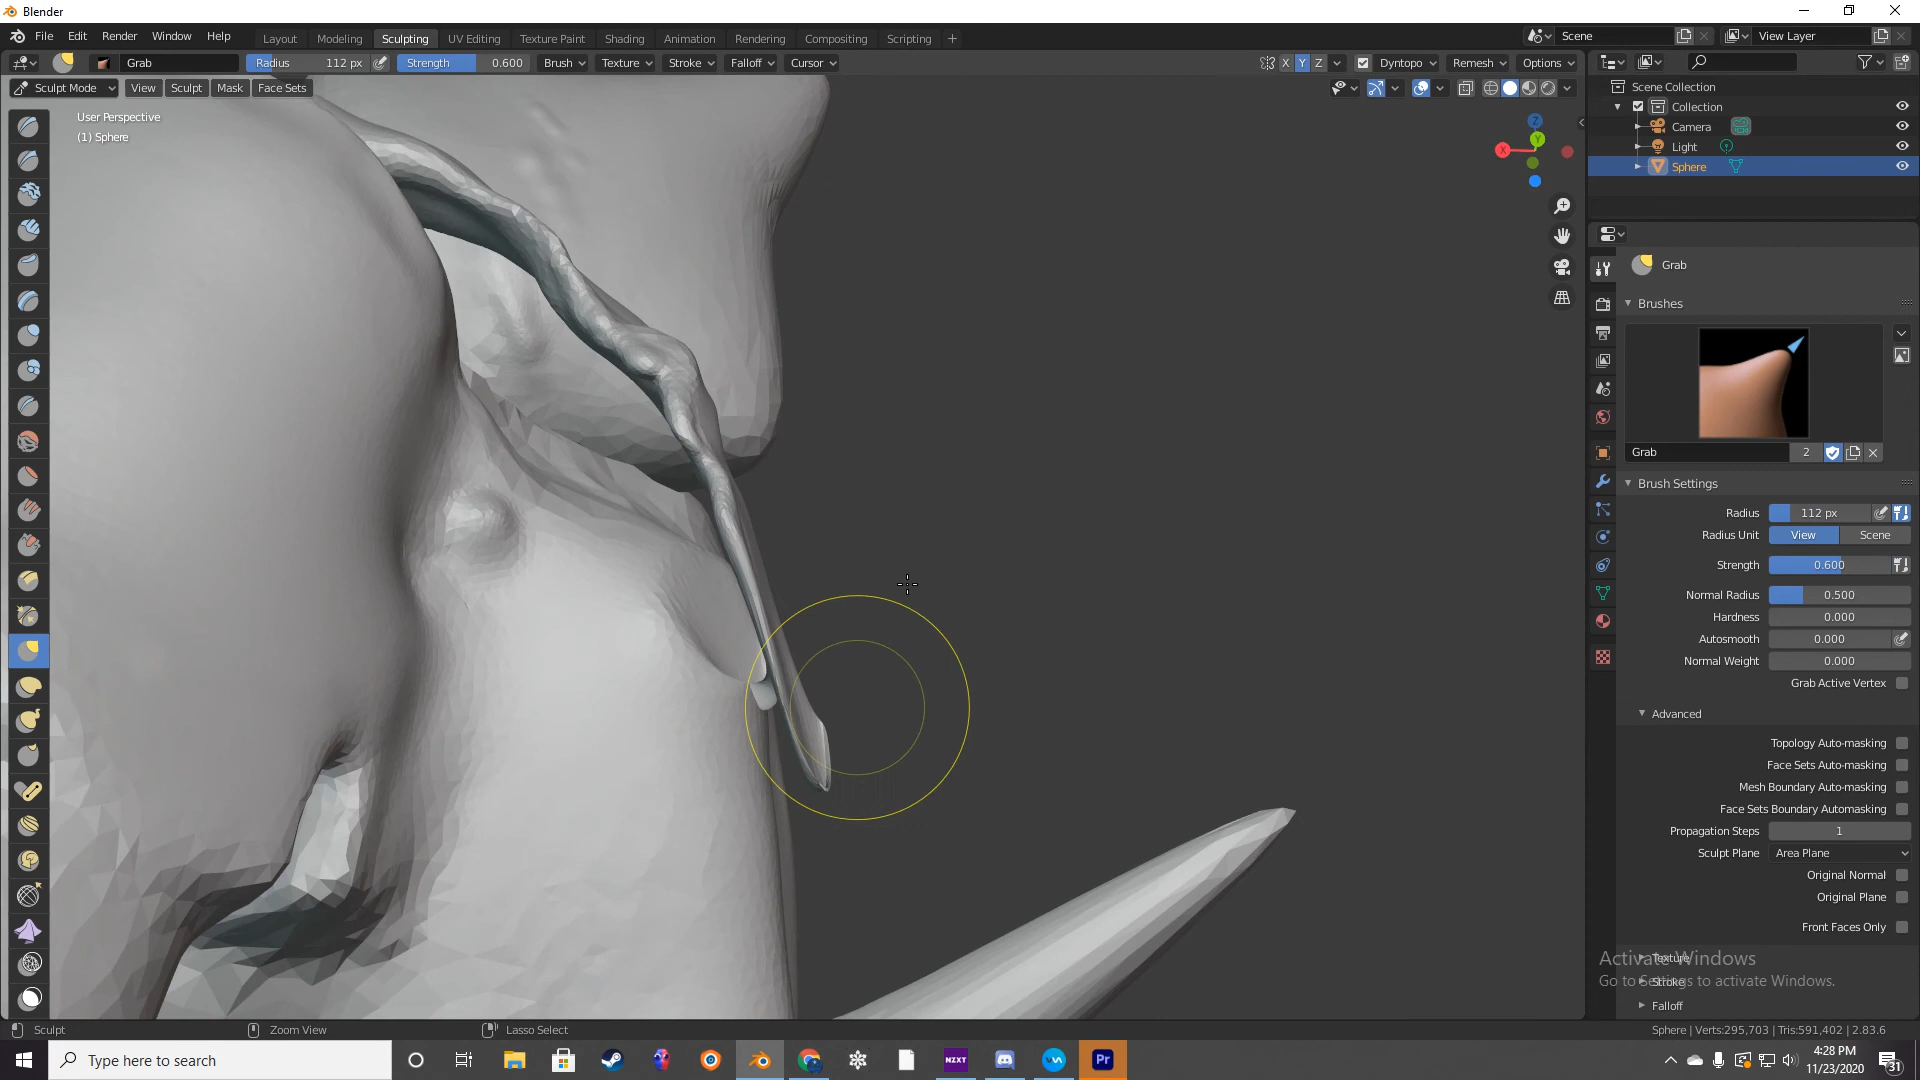 Blender
File Edit Render Window Help
Layout Modeling Sculpting UV Editing Texture Paint Shading Animation Rendering Compositing Scripting +
Scene
View Layer
Grab
Radius 112 px
Strength 0.600
Brush Texture Stroke Falloff Cursor
X Y Z
Dyntopo Remesh Options
Sculpt Mode View Sculpt Mask Face Sets
User Perspective
(1) Sphere
Z
Y
X
Scene Collection
Collection
Camera
Light
Sphere
Grab
Brushes
Grab 2
Brush Settings
Radius 112 px
Radius Unit View Scene
Strength 0.600
Normal Radius 0.500
Hardness 0.000
Autosmooth 0.000
Normal Weight 0.000
Grab Active Vertex
Advanced
Topology Auto-masking
Face Sets Auto-masking
Mesh Boundary Auto-masking
Face Sets Boundary Automasking
Propagation Steps 1
Sculpt Plane Area Plane
Original Normal
Original Plane
Front Faces Only
Texture
Stroke
Falloff
Activate Windows
Go to Settings to activate Windows.
Sculpt
Zoom View
Lasso Select
Sphere | Verts:295,703 | Tris:591,402 | 2.83.6
Type here to search
NZXT
Pr
4:28 PM
11/23/2020
31